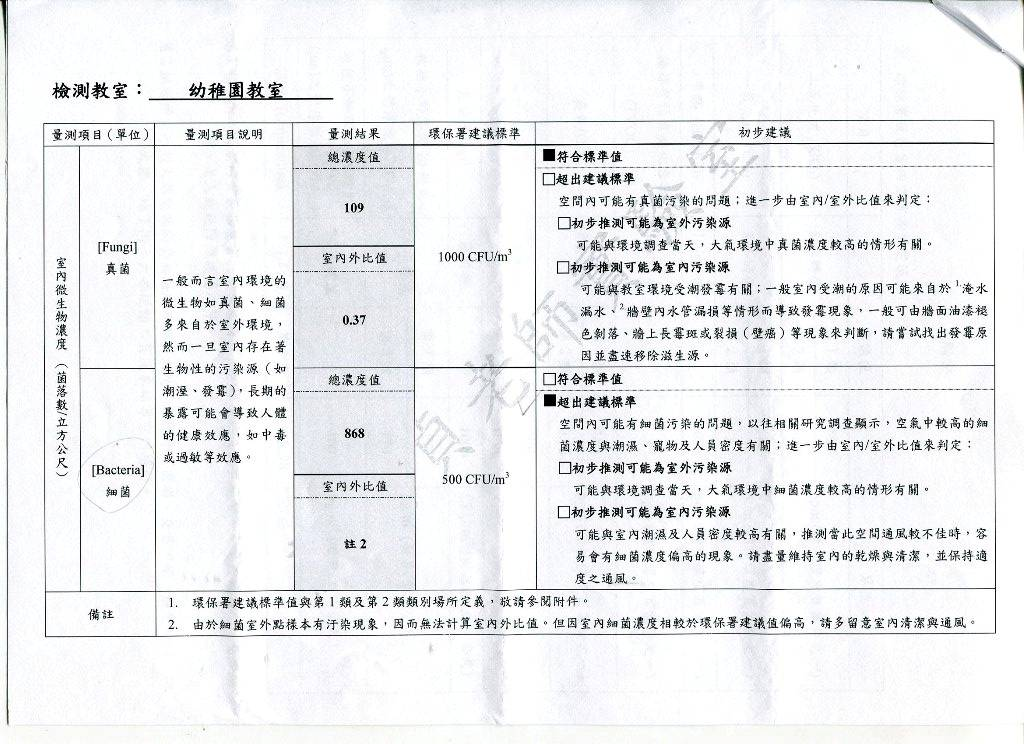 檢測教室： 幼稚園教室
量測項目（單位） 量測項目說明 量測結果 環保署建議標準 初步建議
室內微生物濃度（菌落數/立方公尺）
[Fungi]
真菌
一般而言室內環境的
微生物如真菌、細菌
多來自於室外環境，
然而一旦室內存在著
生物性的污染源（如
潮溼、發霉），長期的
暴露可能會導致人體
的健康效應，如中毒
或過敏等效應。
總濃度值
109
室內外比值
0.37
1000 CFU/m³
■符合標準值
□超出建議標準
空間內可能有真菌污染的問題；進一步由室內/室外比值來判定：
□初步推測可能為室外污染源
可能與環境調查當天，大氣環境中真菌濃度較高的情形有關。
□初步推測可能為室內污染源
可能與教室環境受潮發霉有關；一般室內受潮的原因可能來自於¹淹水
漏水、²牆壁內水管漏損等情形而導致發霉現象，一般可由牆面油漆褪
色剝落、牆上長霉斑或裂損（壁癌）等現象來判斷，請嘗試找出發霉原
因並盡速移除滋生源。
[Bacteria]
細菌
總濃度值
868
室內外比值
註 2
500 CFU/m³
□符合標準值
■超出建議標準
空間內可能有細菌污染的問題，以往相關研究調查顯示，空氣中較高的細
菌濃度與潮濕、寵物及人員密度有關；進一步由室內/室外比值來判定：
□初步推測可能為室外污染源
可能與環境調查當天，大氣環境中細菌濃度較高的情形有關。
□初步推測可能為室內污染源
可能與室內潮濕及人員密度較高有關，推測當此空間通風較不佳時，容
易會有細菌濃度偏高的現象。請盡量維持室內的乾燥與清潔，並保持適
度之通風。
備註
1. 環保署建議標準值與第 1 類及第 2 類類別場所定義，敬請參閱附件。
2. 由於細菌室外點樣本有汙染現象，因而無法計算室內外比值。但因室內細菌濃度相較於環保署建議值偏高，請多留意室內清潔與通風。